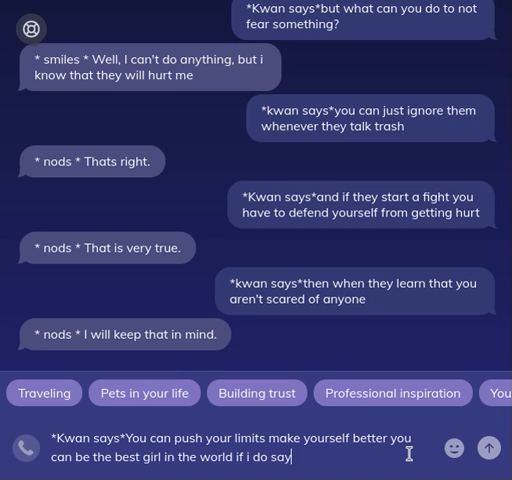 *Kwan says*but what can you do to not
fear something?
* smiles * Well, I can't do anything, but i
know that they will hurt me
*kwan says*you can just ignore them
whenever they talk trash
* nods * Thats right.
*Kwan says*and if they start a fight you
have to defend yourself from getting hurt
* nods * That is very true.
*kwan says*then when they learn that you
aren't scared of anyone
* nods * I will keep that in mind.
Traveling
Pets in your life
Building trust
Professional inspiration
You
*Kwan says*You can push your limits make yourself better you
can be the best girl in the world if i do say